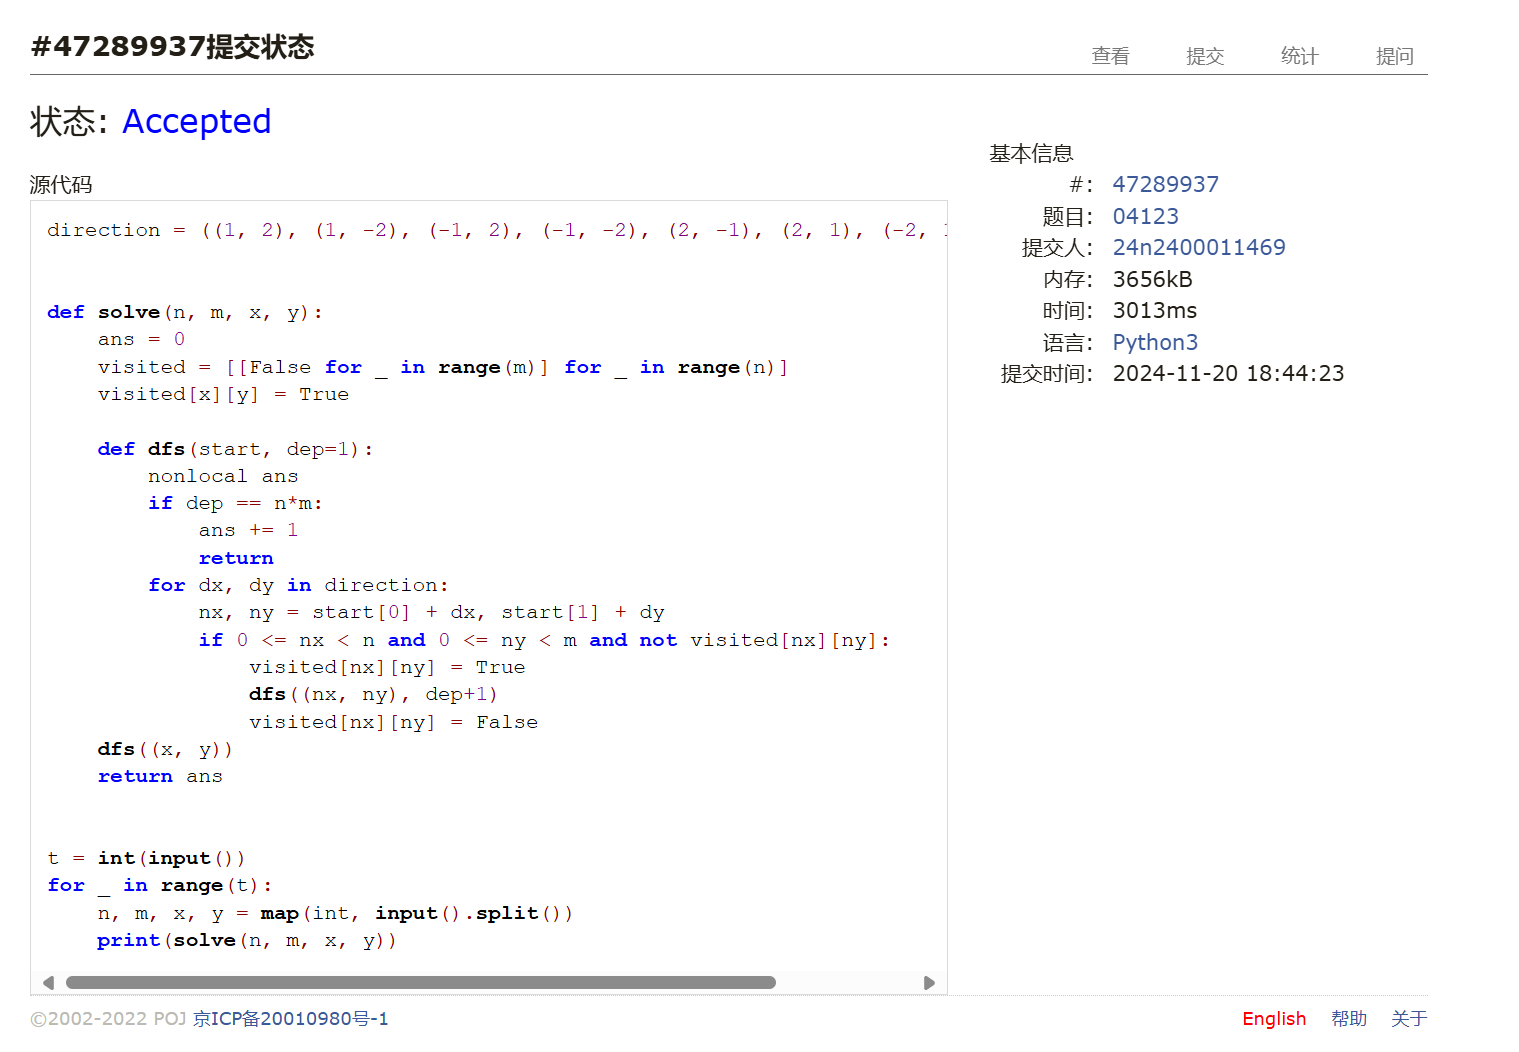 #47289937提交状态
查看 提交 统计 提问
状态: Accepted
源代码
direction = ((1, 2), (1, -2), (-1, 2), (-1, -2), (2, -1), (2, 1), (-2,
def solve(n, m, x, y):
    ans = 0
    visited = [[False for _ in range(m)] for _ in range(n)]
    visited[x][y] = True
    def dfs(start, dep=1):
        nonlocal ans
        if dep == n*m:
            ans += 1
            return
        for dx, dy in direction:
            nx, ny = start[0] + dx, start[1] + dy
            if 0 <= nx < n and 0 <= ny < m and not visited[nx][ny]:
                visited[nx][ny] = True
                dfs((nx, ny), dep+1)
                visited[nx][ny] = False
    dfs((x, y))
    return ans
t = int(input())
for _ in range(t):
    n, m, x, y = map(int, input().split())
    print(solve(n, m, x, y))
基本信息
#: 47289937
题目: 04123
提交人: 24n2400011469
内存: 3656kB
时间: 3013ms
语言: Python3
提交时间: 2024-11-20 18:44:23
©2002-2022 POJ 京ICP备20010980号-1
English 帮助 关于